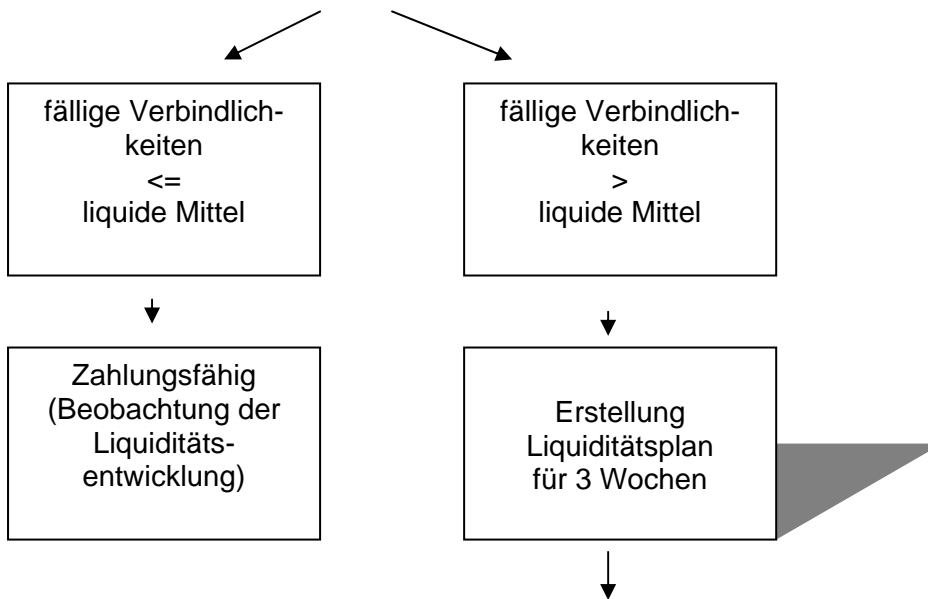 fällige Verbindlich-
keiten
<=
liquide Mittel
fällige Verbindlich-
keiten
>
liquide Mittel
Zahlungsfähig
(Beobachtung der
Liquiditäts-
entwicklung)
Erstellung
Liquiditätsplan
für 3 Wochen